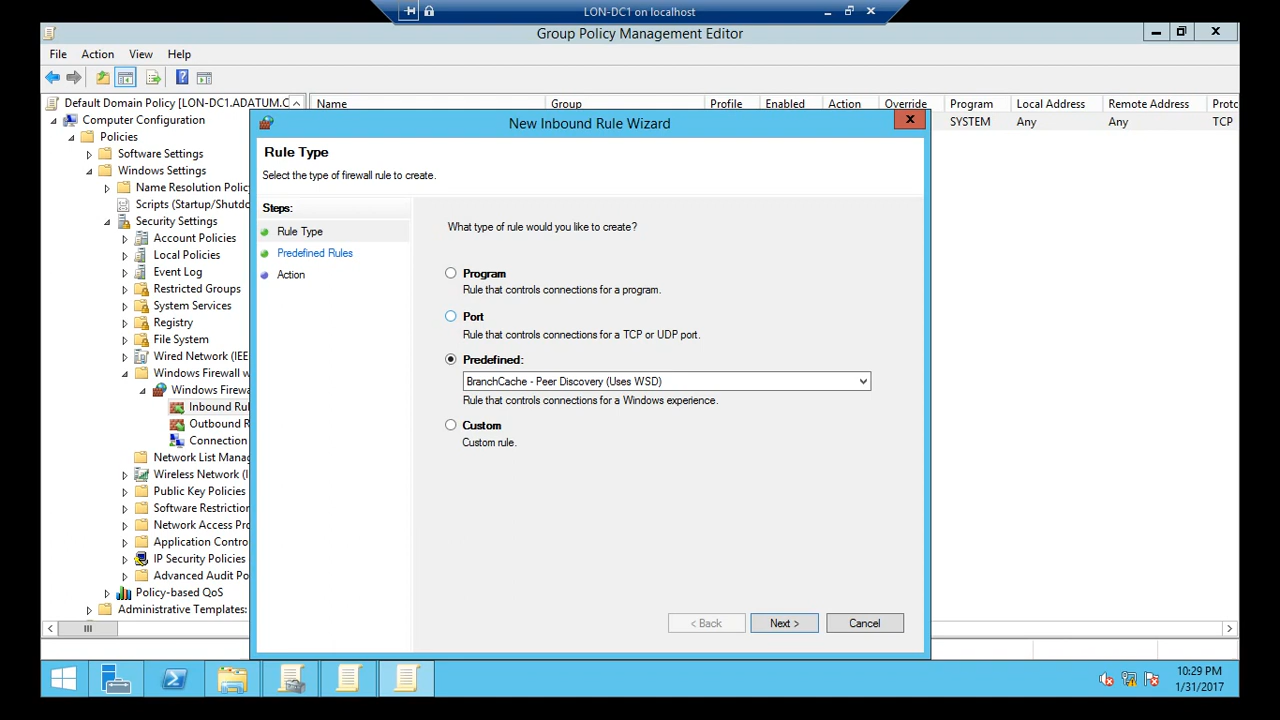 LON-DC1 on localhost
Group Policy Management Editor
File Action View Help
Default Domain Policy [LON-DC1.ADATUM.C
Computer Configuration
Policies
Software Settings
Windows Settings
Name Resolution Policy
Scripts (Startup/Shutdo
Security Settings
Account Policies
Local Policies
Event Log
Restricted Groups
System Services
Registry
File System
Wired Network (IEE
Windows Firewall w
Windows Firewa
Inbound Rul
Outbound R
Connection
Network List Manag
Wireless Network (I
Public Key Policies
Software Restriction
Network Access Pro
Application Contro
IP Security Policies
Advanced Audit Po
Policy-based QoS
Administrative Templates:
Name Group Profile Enabled Action Override Program Local Address Remote Address Proto
SYSTEM Any Any TCP
New Inbound Rule Wizard
Rule Type
Select the type of firewall rule to create.
Steps:
Rule Type
Predefined Rules
Action
What type of rule would you like to create?
Program
Rule that controls connections for a program.
Port
Rule that controls connections for a TCP or UDP port.
Predefined:
BranchCache - Peer Discovery (Uses WSD)
Rule that controls connections for a Windows experience.
Custom
Custom rule.
< Back Next > Cancel
10:29 PM
1/31/2017